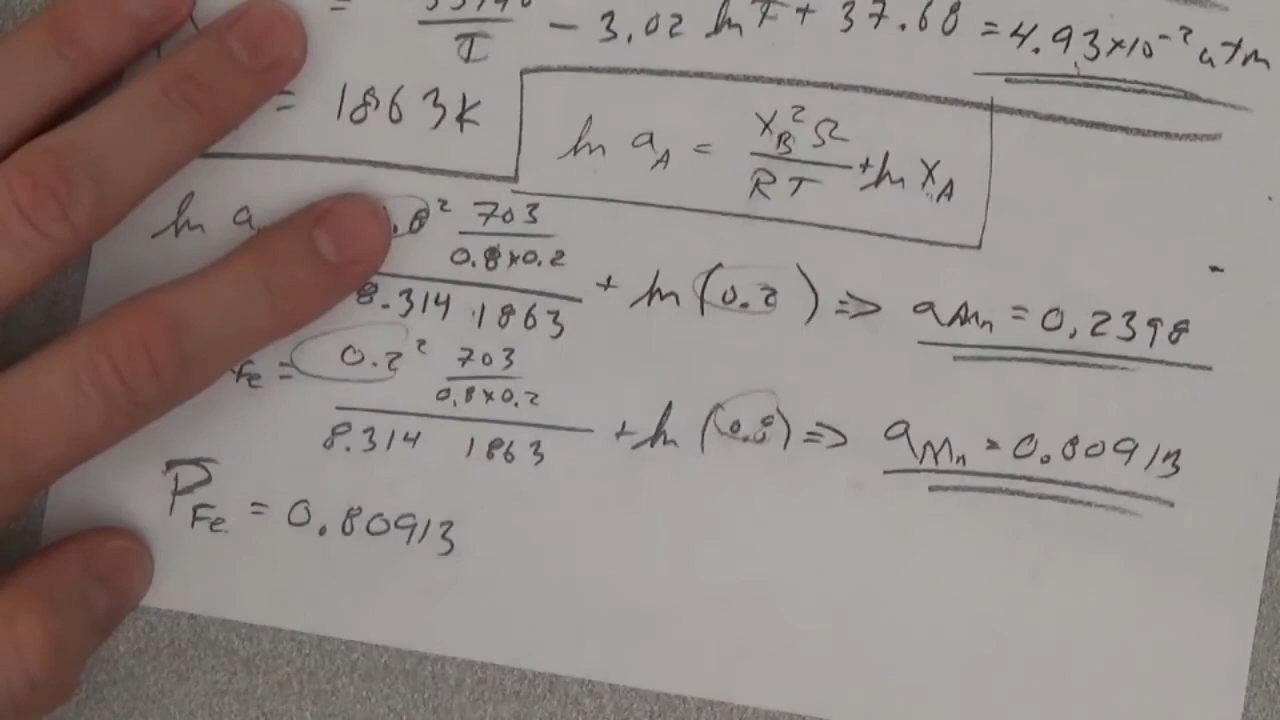 = / T − 3.02 ln T + 37.68 = 4.93×10⁻² atm
= 1863K
ln a_A = X_B² Ω / RT + ln X_A
ln a .8² 703 / 0.8×0.2 / 8.314 1863 + ln (0.2) ⇒ a_Mn = 0.2398
Fe = 0.2² 703 / 0.8×0.2 / 8.314 1863 + ln (0.8) ⇒ a_Mn = 0.80913
P_Fe = 0.80913